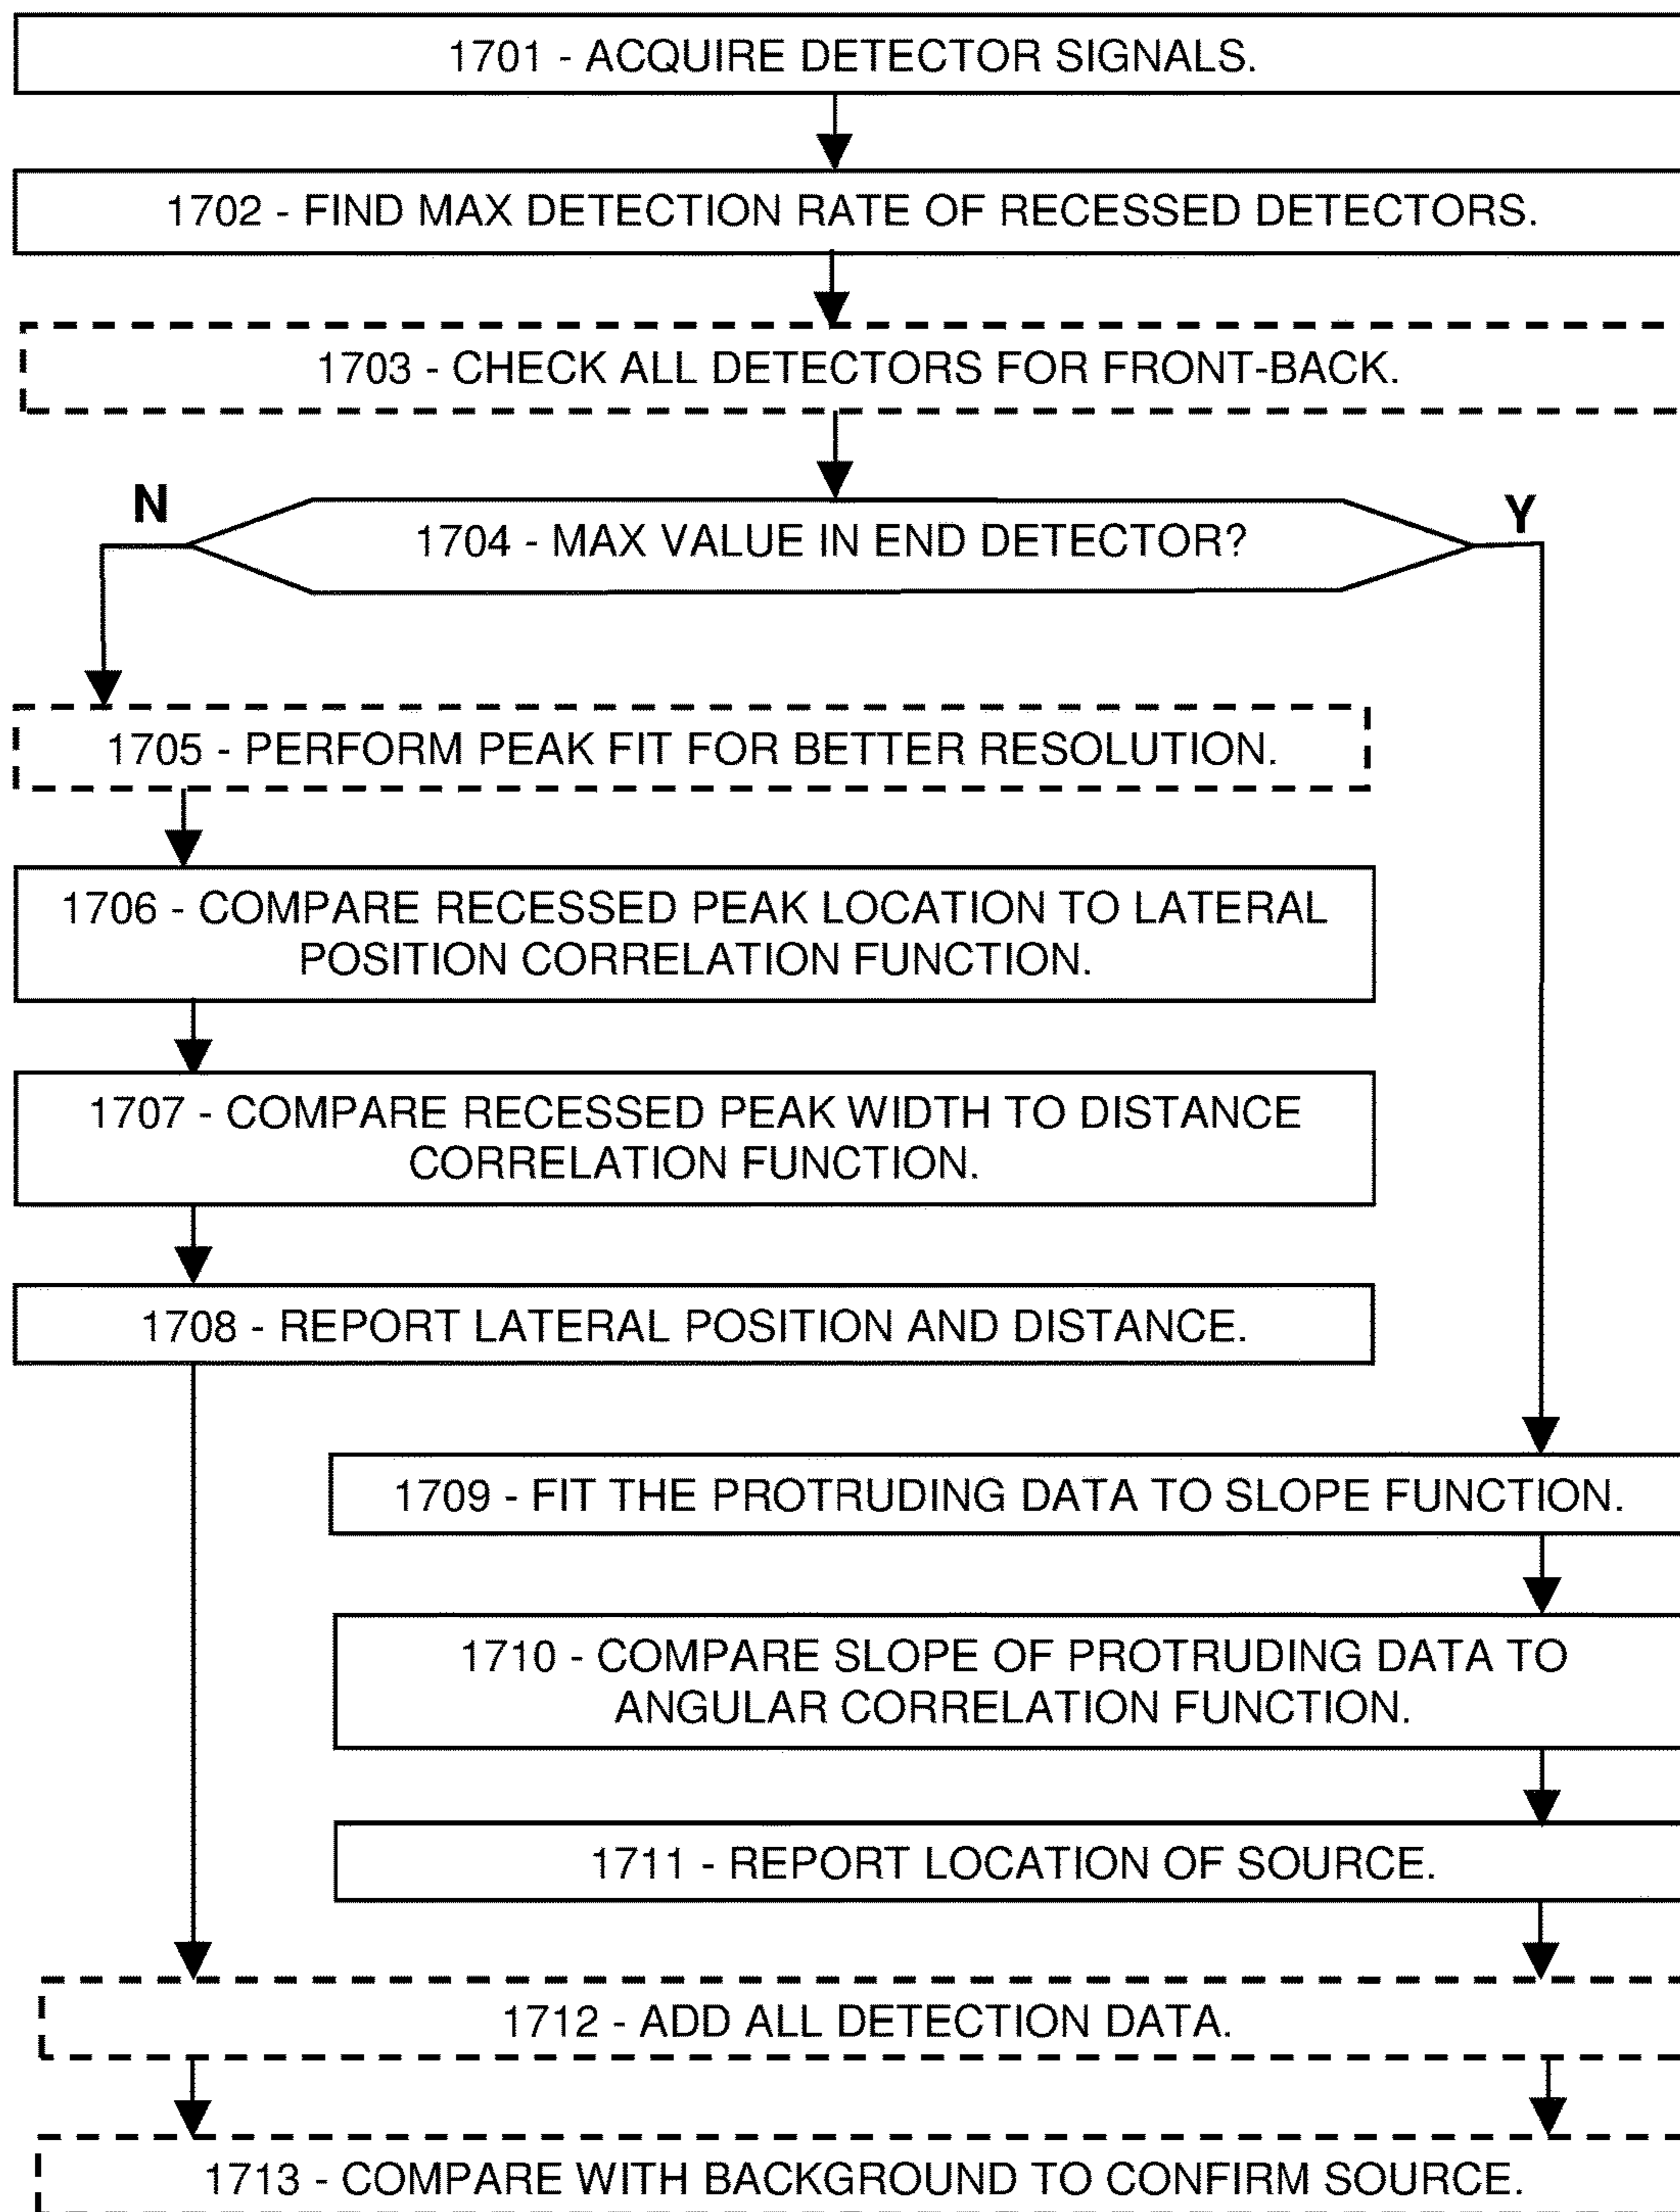 1701 - ACQUIRE DETECTOR SIGNALS.
1702 - FIND MAX DETECTION RATE OF RECESSED DETECTORS.
1703 - CHECK ALL DETECTORS FOR FRONT-BACK.
N
Y
1704 - MAX VALUE IN END DETECTOR?
1705 - PERFORM PEAK FIT FOR BETTER RESOLUTION.
1706 - COMPARE RECESSED PEAK LOCATION TO LATERAL
POSITION CORRELATION FUNCTION.
1707 - COMPARE RECESSED PEAK WIDTH TO DISTANCE
CORRELATION FUNCTION.
1708 - REPORT LATERAL POSITION AND DISTANCE.
1709 - FIT THE PROTRUDING DATA TO SLOPE FUNCTION.
1710 - COMPARE SLOPE OF PROTRUDING DATA TO
ANGULAR CORRELATION FUNCTION.
1711 - REPORT LOCATION OF SOURCE.
1712 - ADD ALL DETECTION DATA.
1713 - COMPARE WITH BACKGROUND TO CONFIRM SOURCE.